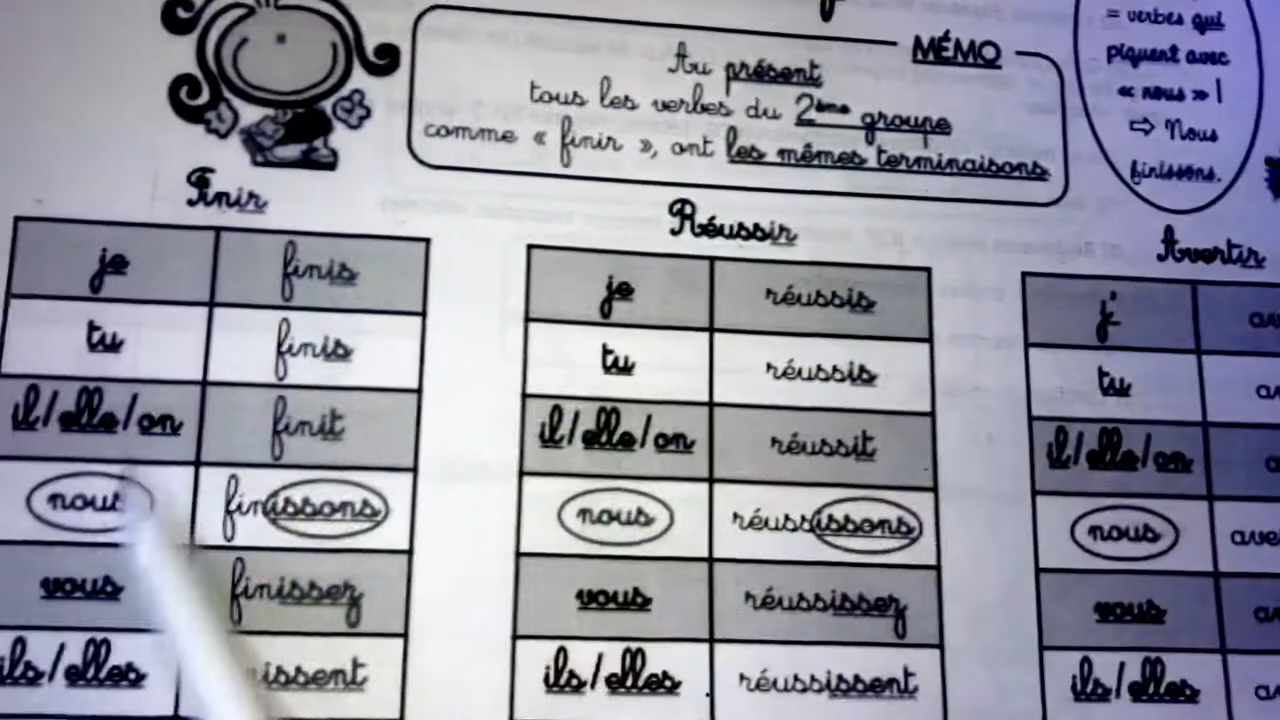 MÉMO
Au présent
tous les verbes du 2ème groupe
comme « finir », ont les mêmes terminaisons
= verbes qui
piquent avec
« nous » !
⇨ Nous
finissons.
Finir
je finis
tu finis
il/elle/on finit
nous finissons
vous finissez
ils/elles issent
Réussir
je réussis
tu réussis
il/elle/on réussit
nous réussissons
vous réussissez
ils/elles réussissent
Avertir
j'
tu
il/elle/on
nous ave
vous
ils/elles